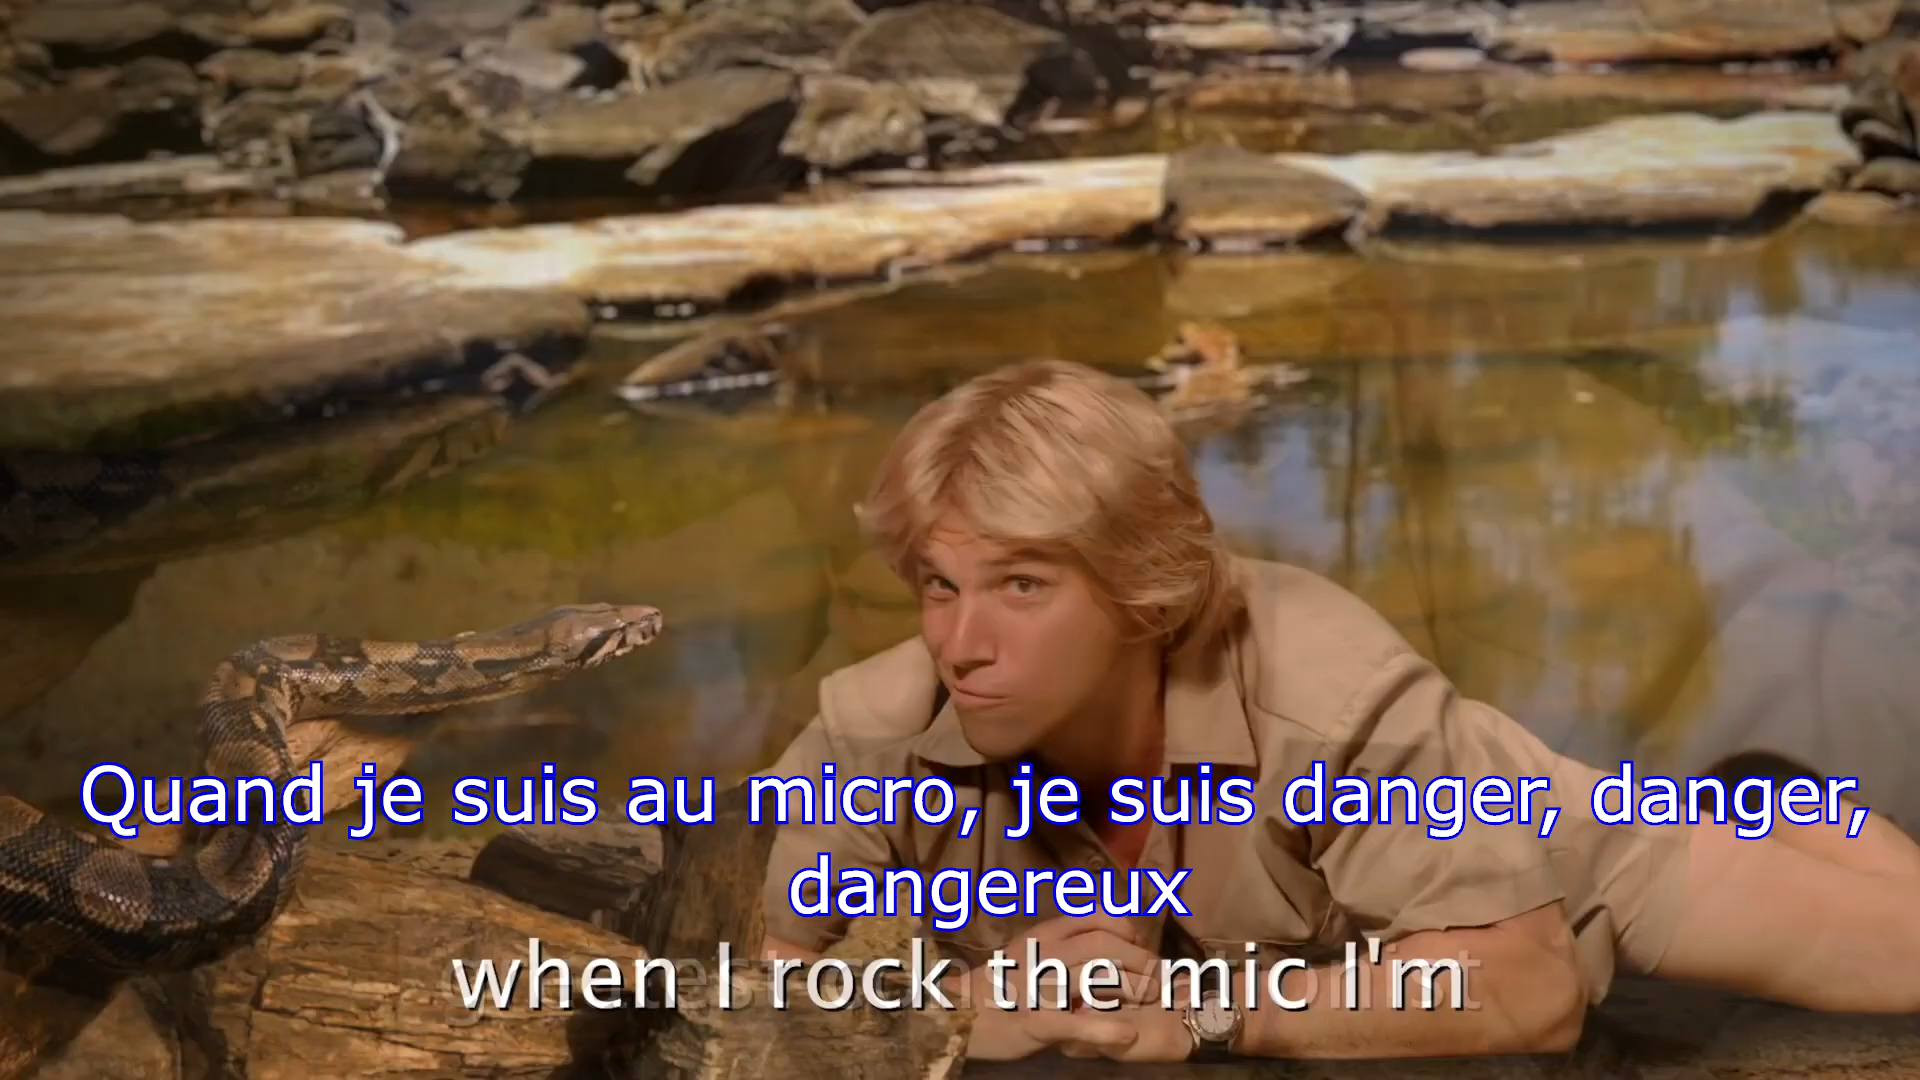 Quand je suis au micro, je suis danger, danger,
dangereux
when I rock the mic I'm